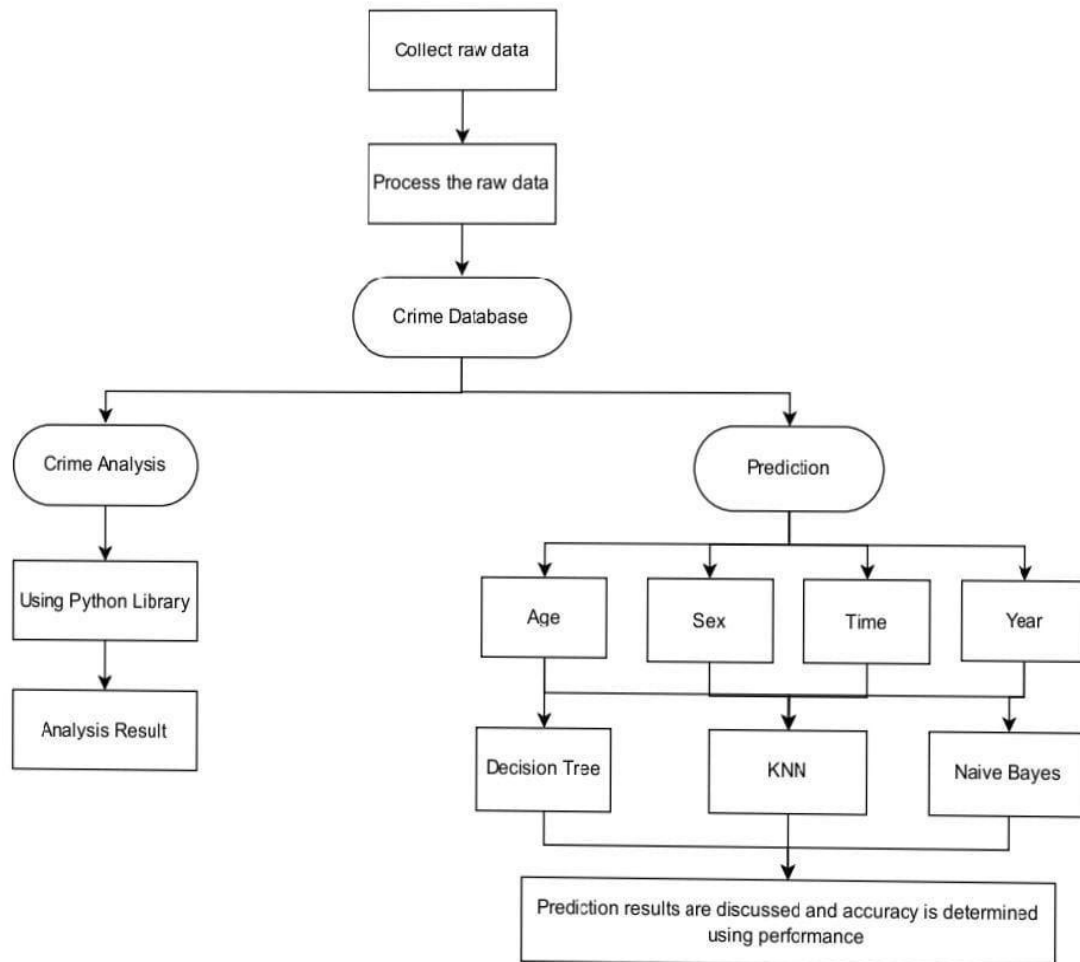 Collect raw data
Process the raw data
Crime Database
Crime Analysis
Prediction
Using Python Library
Age
Sex
Time
Year
Analysis Result
Decision Tree
KNN
Naive Bayes
Prediction results are discussed and accuracy is determined
using performance